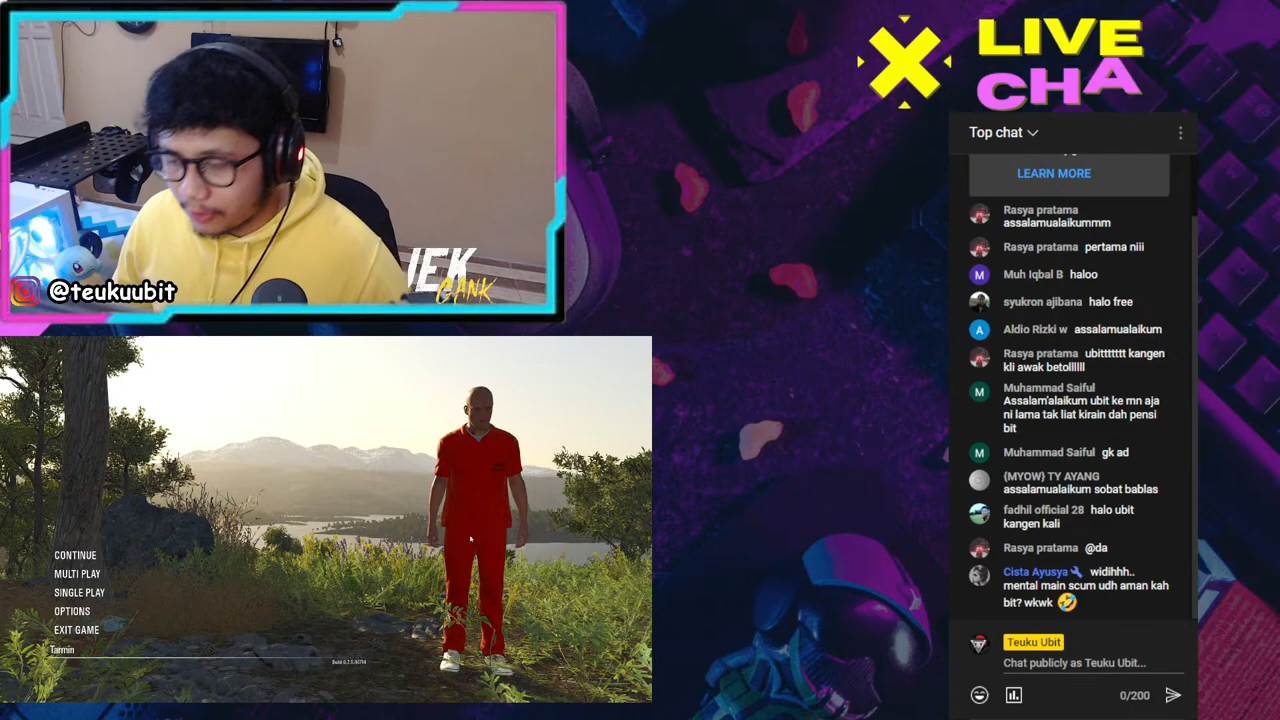 @teukuubit
CONTINUE
MULTI PLAY
SINGLE PLAY
OPTIONS
EXIT GAME
Tarmin
LIVE
CHA
Top chat
LEARN MORE
Rasya pratama
assalamualaikummm
Rasya pratama pertama niii
M Muh Iqbal B haloo
syukron ajibana halo free
A Aldio Rizki w assalamualaikum
Rasya pratama ubittttttt kangen
kli awak betolllllll
M Muhammad Saiful
Assalam'alaikum ubit ke mn aja
ni lama tak liat kirain dah pensi
bit
M Muhammad Saiful gk ad
{MYOW} TY AYANG
assalamualaikum sobat bablas
fadhil official 28 halo ubit
kangen kali
Rasya pratama @da
Cista Ayusya widihhh..
mental main scum udh aman kah
bit? wkwk 🤣
Teuku Ubit
Chat publicly as Teuku Ubit...
0/200